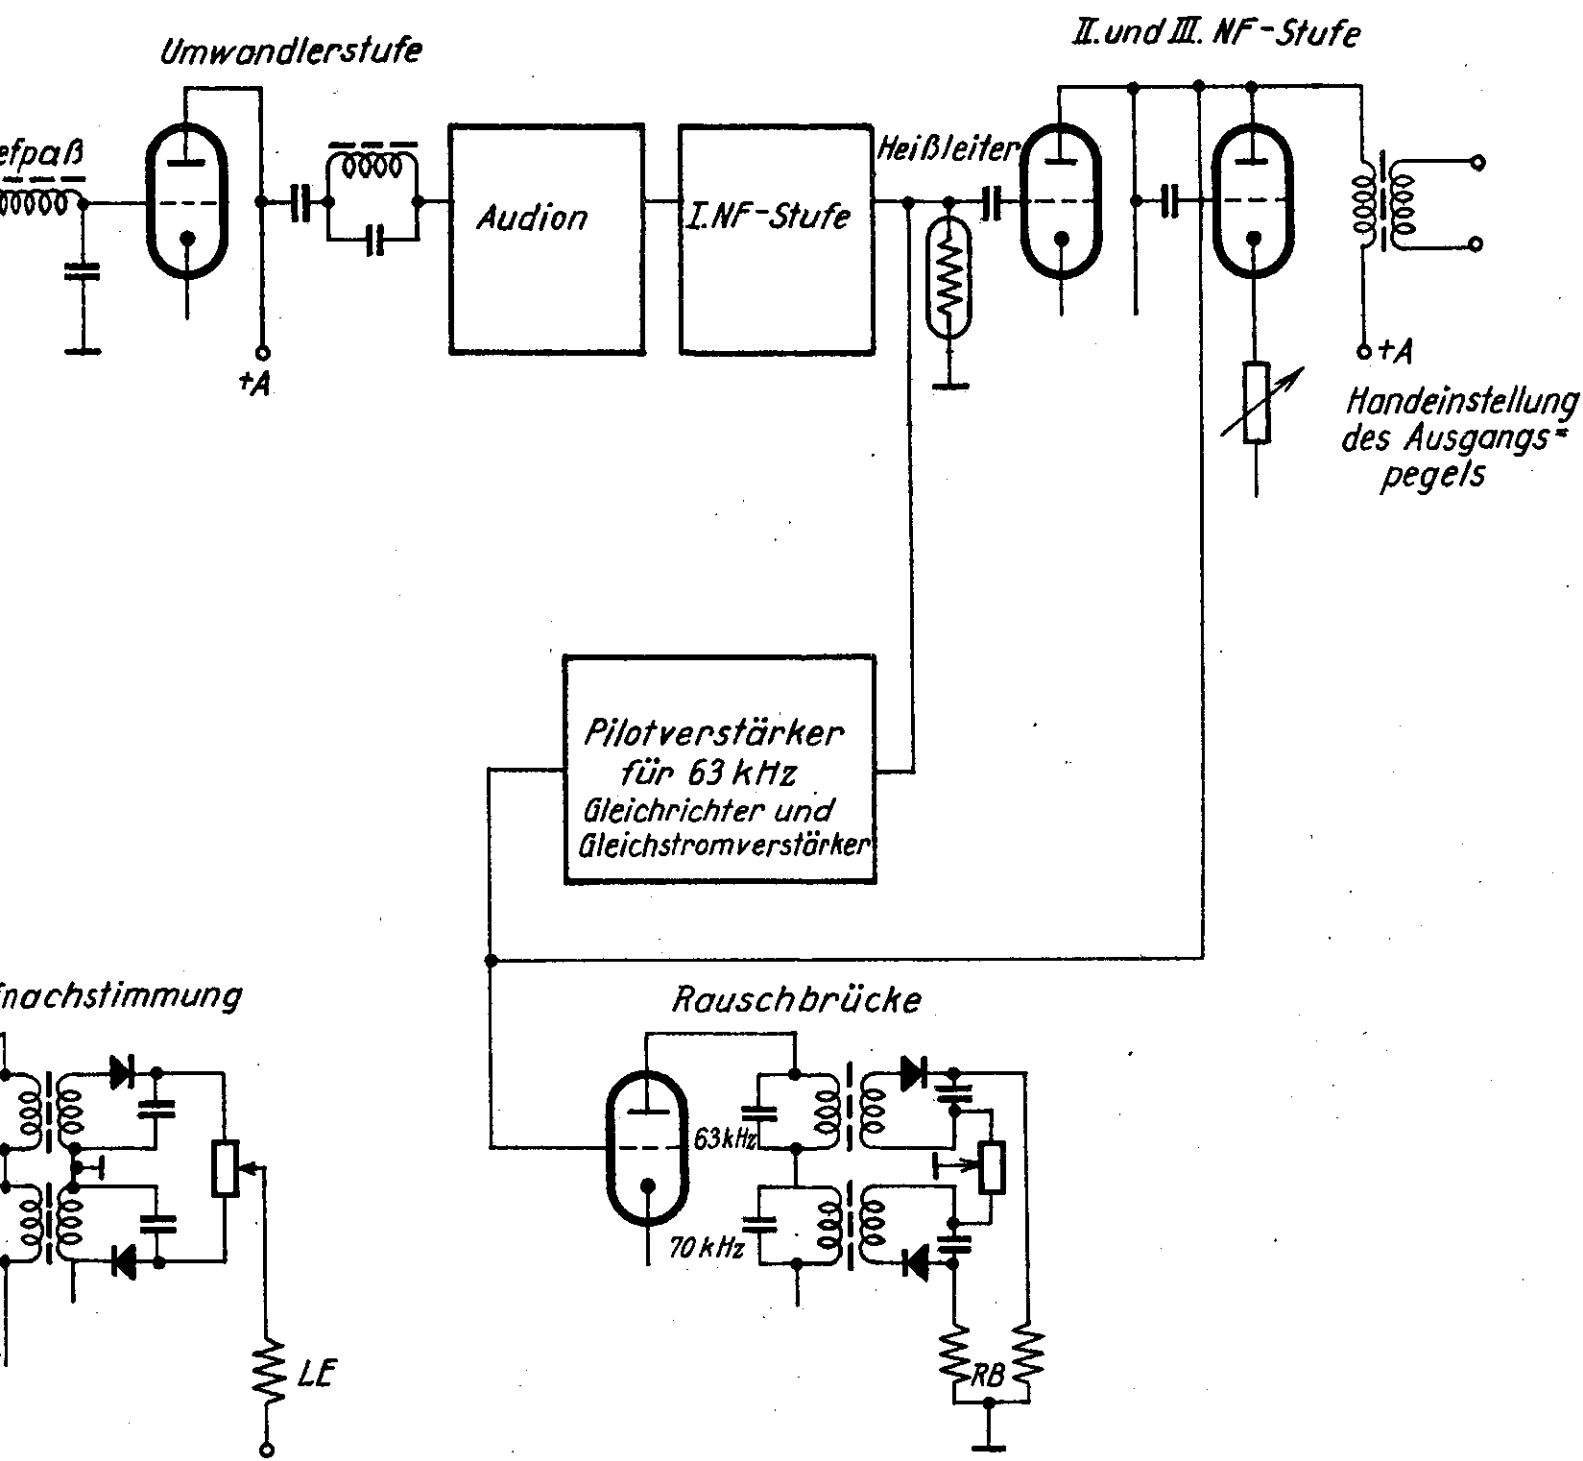 Umwandlerstufe
II. und III. NF-Stufe
efpaß
Heißleiter
Audion
I. NF-Stufe
+A
+A
Handeinstellung
des Ausgangs=
pegels
Pilotverstärker
für 63 kHz
Gleichrichter und
Gleichstromverstärker
nachstimmung
Rauschbrücke
63 kHz
70 kHz
LE
RB